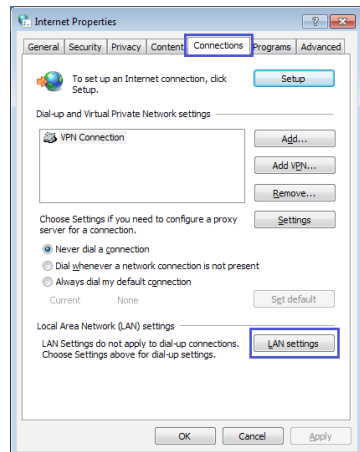 Internet Properties
General Security Privacy Content Connections Programs Advanced
To set up an Internet connection, click
Setup.
Setup
Dial-up and Virtual Private Network settings
VPN Connection
Add...
Add VPN...
Remove...
Choose Settings if you need to configure a proxy
server for a connection.
Settings
Never dial a connection
Dial whenever a network connection is not present
Always dial my default connection
Current None
Set default
Local Area Network (LAN) settings
LAN Settings do not apply to dial-up connections.
Choose Settings above for dial-up settings.
LAN settings
OK Cancel Apply